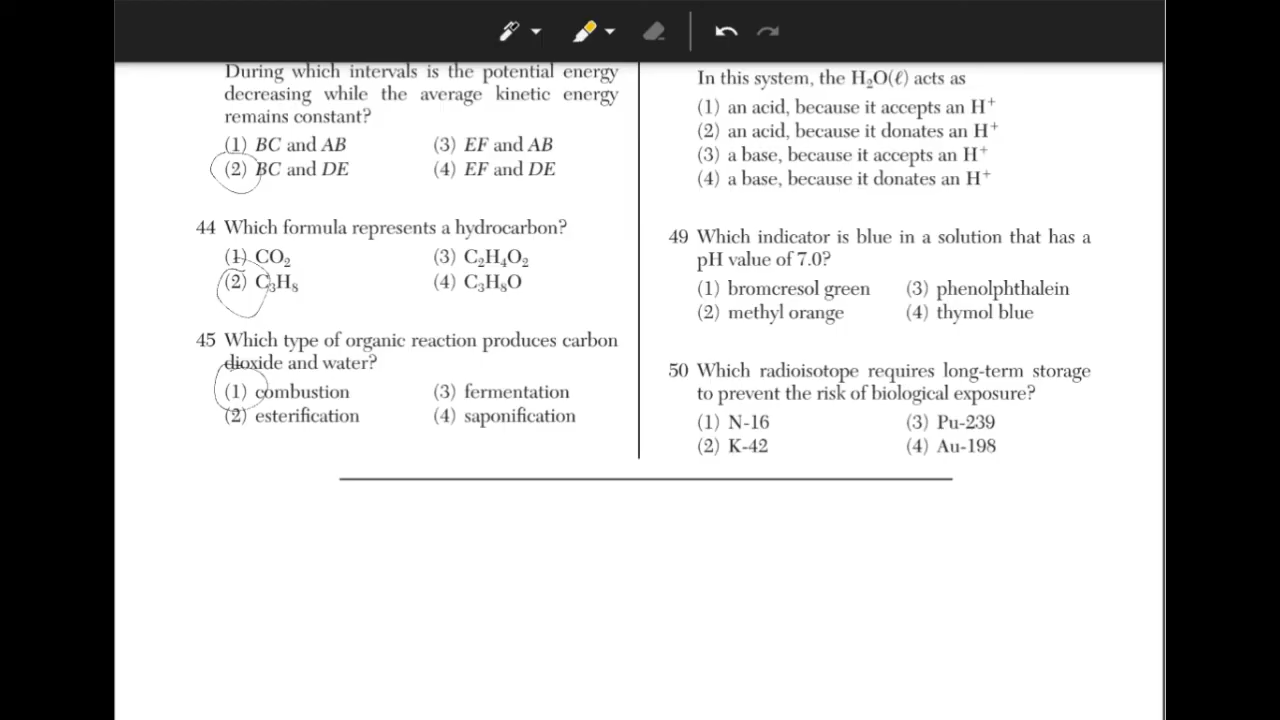 During which intervals is the potential energy
decreasing while the average kinetic energy
remains constant?
(1) BC and AB (3) EF and AB
(2) BC and DE (4) EF and DE
44 Which formula represents a hydrocarbon?
(1) CO₂ (3) C₂H₄O₂
(2) C₃H₈ (4) C₃H₈O
45 Which type of organic reaction produces carbon
dioxide and water?
(1) combustion (3) fermentation
(2) esterification (4) saponification
In this system, the H₂O(ℓ) acts as
(1) an acid, because it accepts an H⁺
(2) an acid, because it donates an H⁺
(3) a base, because it accepts an H⁺
(4) a base, because it donates an H⁺
49 Which indicator is blue in a solution that has a
pH value of 7.0?
(1) bromcresol green (3) phenolphthalein
(2) methyl orange (4) thymol blue
50 Which radioisotope requires long-term storage
to prevent the risk of biological exposure?
(1) N-16 (3) Pu-239
(2) K-42 (4) Au-198